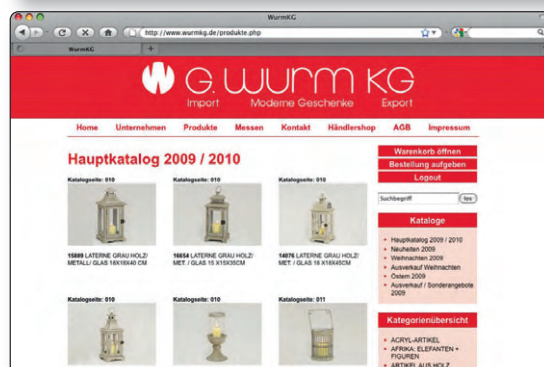 WurmKG
http://www.wurmkg.de/produkte.php
WurmKG
G. WURM KG
Import Moderne Geschenke Export
Home Unternehmen Produkte Messen Kontakt Händlershop AGB Impressum
Hauptkatalog 2009 / 2010
Katalogseite: 010
15889 LATERNE GRAU HOLZ/
METALL/ GLAS 16X16X40 CM
Katalogseite: 010
16654 LATERNE GRAU HOLZ/
MET. / GLAS 15 X15X35CM
Katalogseite: 010
14076 LATERNE GRAU HOLZ/
MET. / GLAS 16 X16X45CM
Katalogseite: 010
Katalogseite: 010
Katalogseite: 011
Warenkorb öffnen
Bestellung aufgeben
Logout
Suchbegriff los
Kataloge
Hauptkatalog 2009 / 2010
Neuheiten 2009
Weihnachten 2009
Ausverkauf Weihnachten
Ostern 2009
Ausverkauf / Sonderangebote
2009
Kategorienübersicht
ACRYL-ARTIKEL
AFRIKA: ELEFANTEN +
FIGUREN
ARTIKEL AUS HOLZ